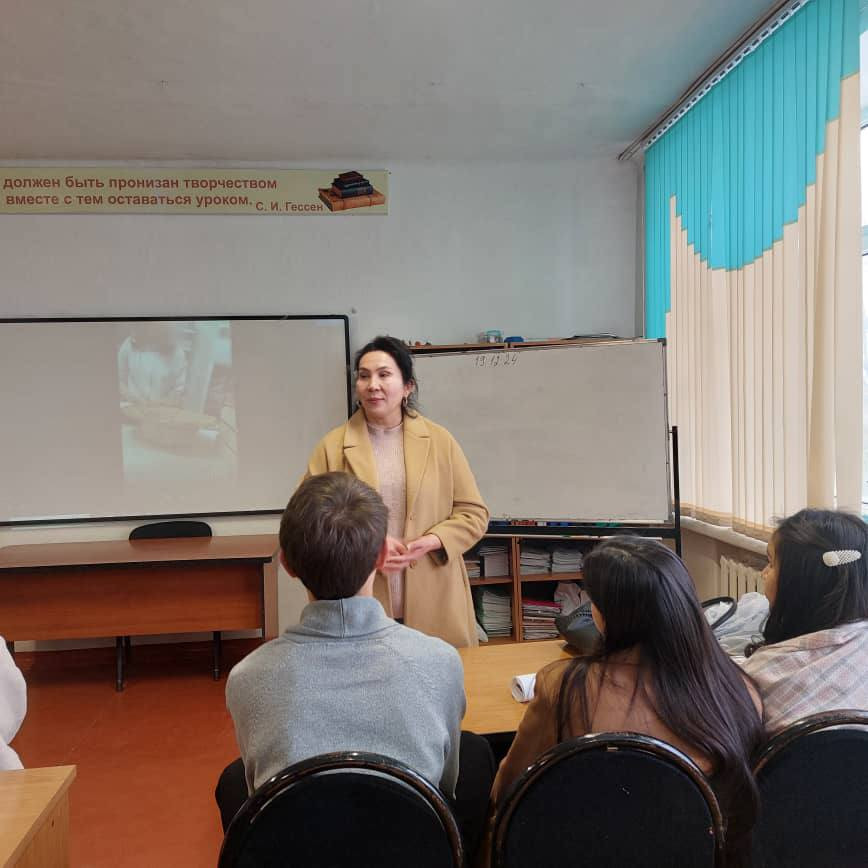 должен быть пронизан творчеством
вместе с тем оставаться уроком. С. И. Гессен
19.12.24